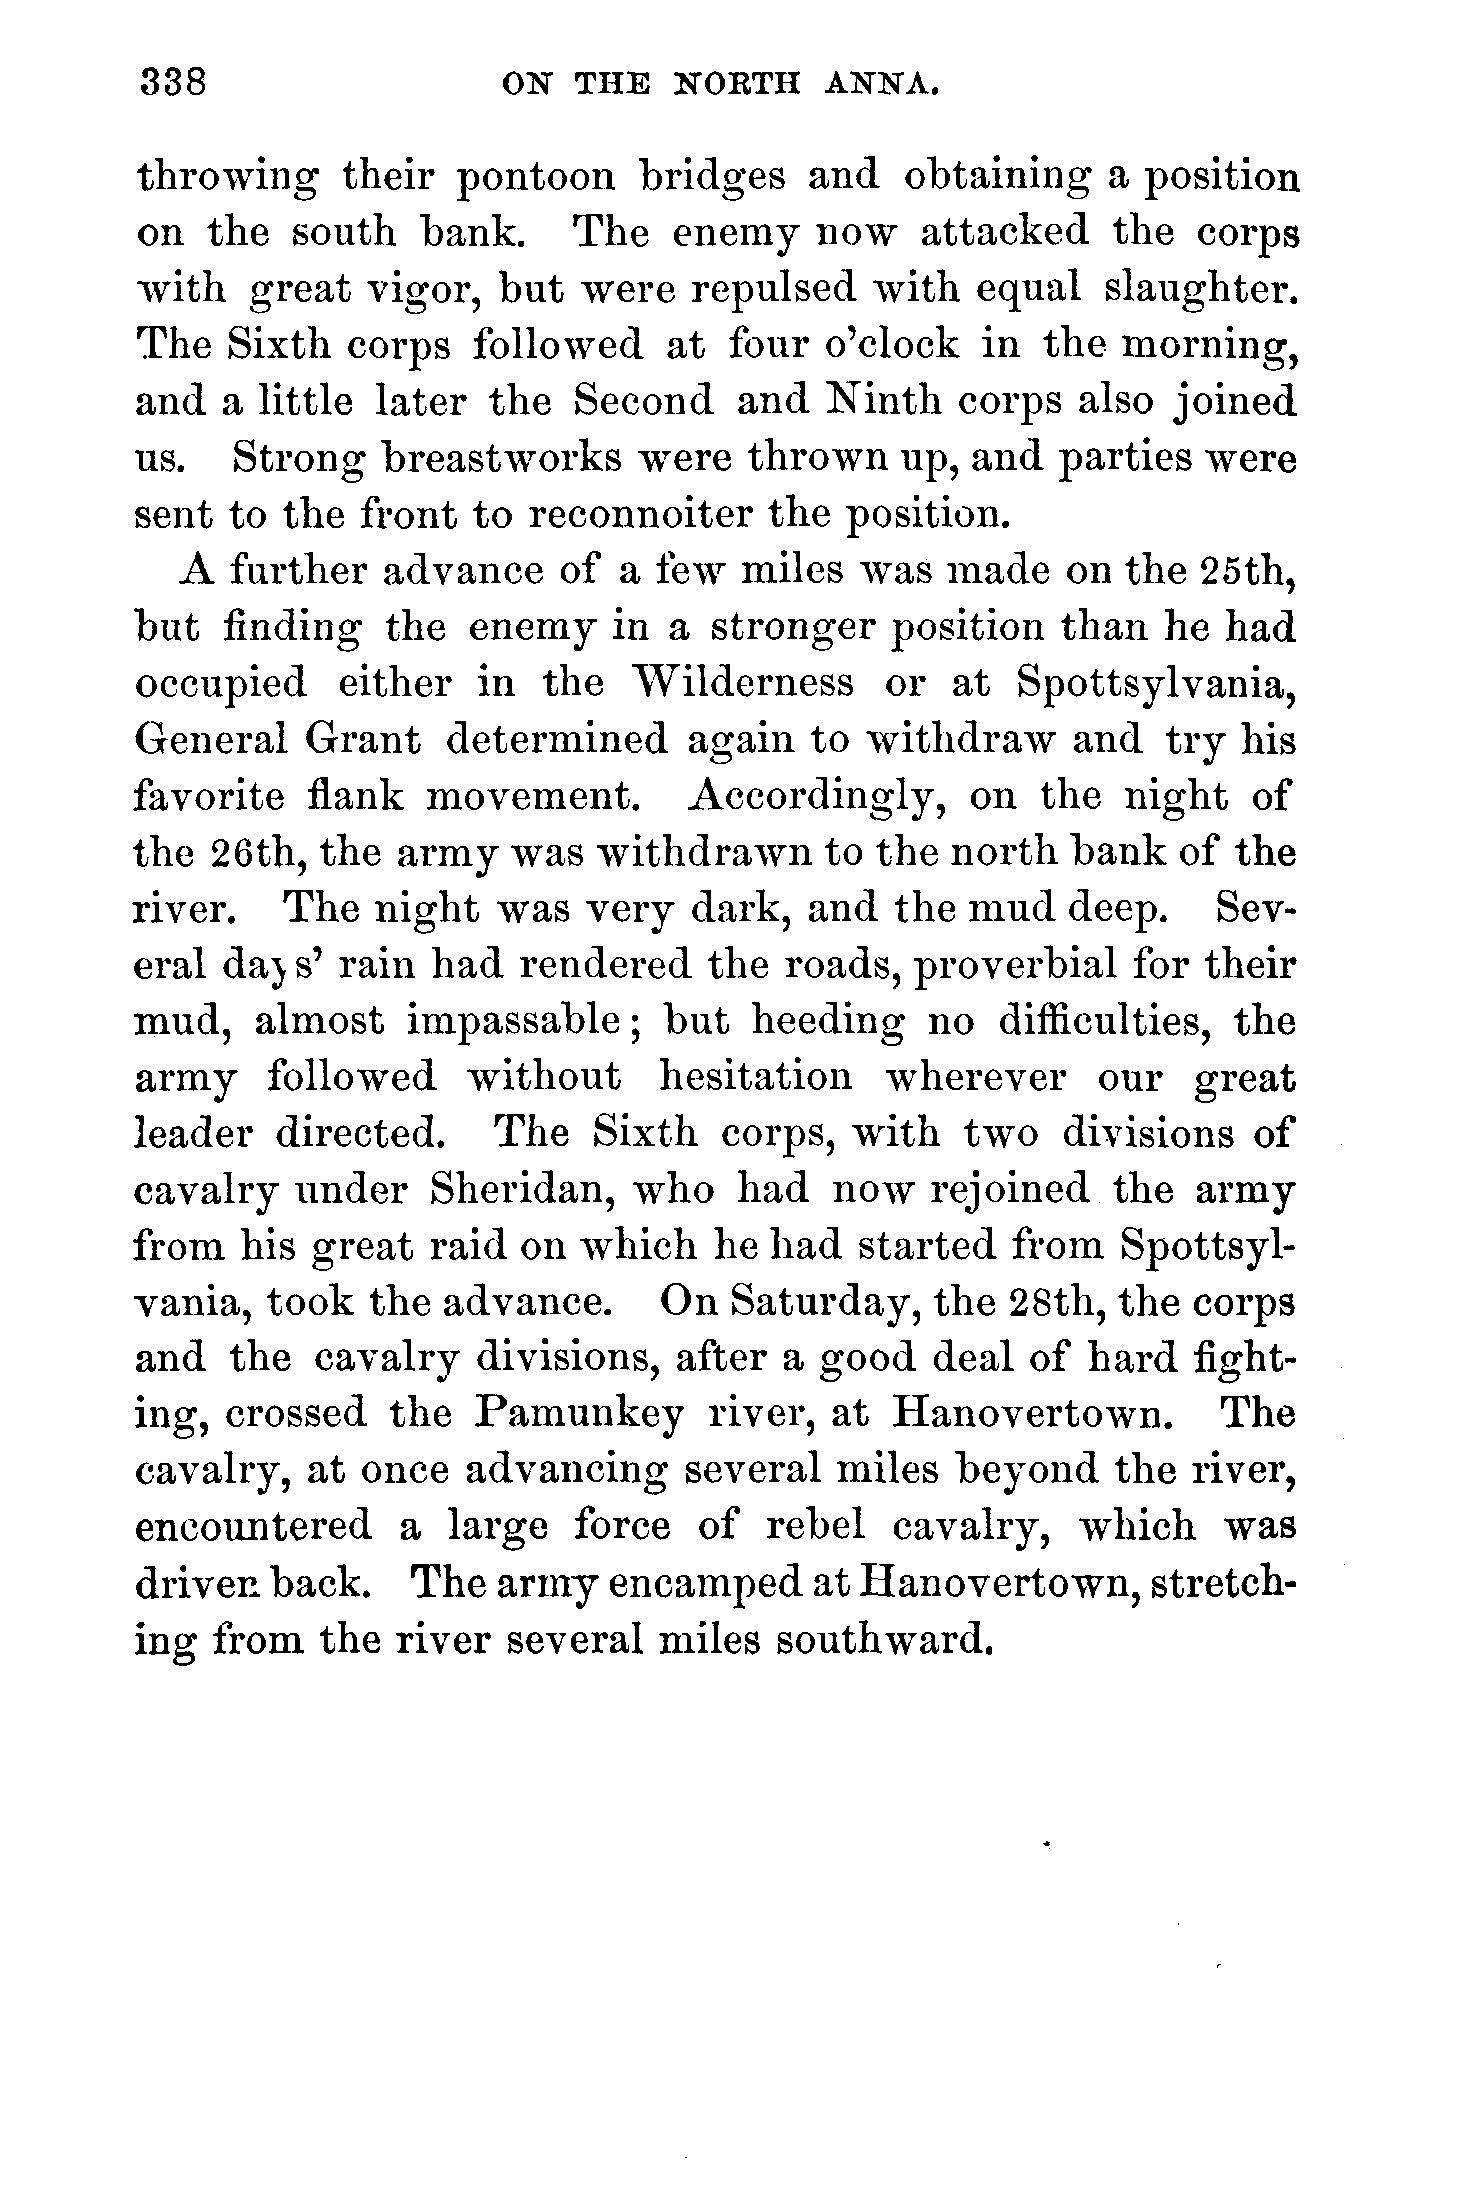 338 ON THE NORTH ANNA.
throwing their pontoon bridges and obtaining a position
on the south bank. The enemy now attacked the corps
with great vigor, but were repulsed with equal slaughter.
The Sixth corps followed at four o'clock in the morning,
and a little later the Second and Ninth corps also joined
us. Strong breastworks were thrown up, and parties were
sent to the front to reconnoiter the position.
A further advance of a few miles was made on the 25th,
but finding the enemy in a stronger position than he had
occupied either in the Wilderness or at Spottsylvania,
General Grant determined again to withdraw and try his
favorite flank movement. Accordingly, on the night of
the 26th, the army was withdrawn to the north bank of the
river. The night was very dark, and the mud deep. Sev-
eral days' rain had rendered the roads, proverbial for their
mud, almost impassable; but heeding no difficulties, the
army followed without hesitation wherever our great
leader directed. The Sixth corps, with two divisions of
cavalry under Sheridan, who had now rejoined the army
from his great raid on which he had started from Spottsyl-
vania, took the advance. On Saturday, the 28th, the corps
and the cavalry divisions, after a good deal of hard fight-
ing, crossed the Pamunkey river, at Hanovertown. The
cavalry, at once advancing several miles beyond the river,
encountered a large force of rebel cavalry, which was
driven back. The army encamped at Hanovertown, stretch-
ing from the river several miles southward.